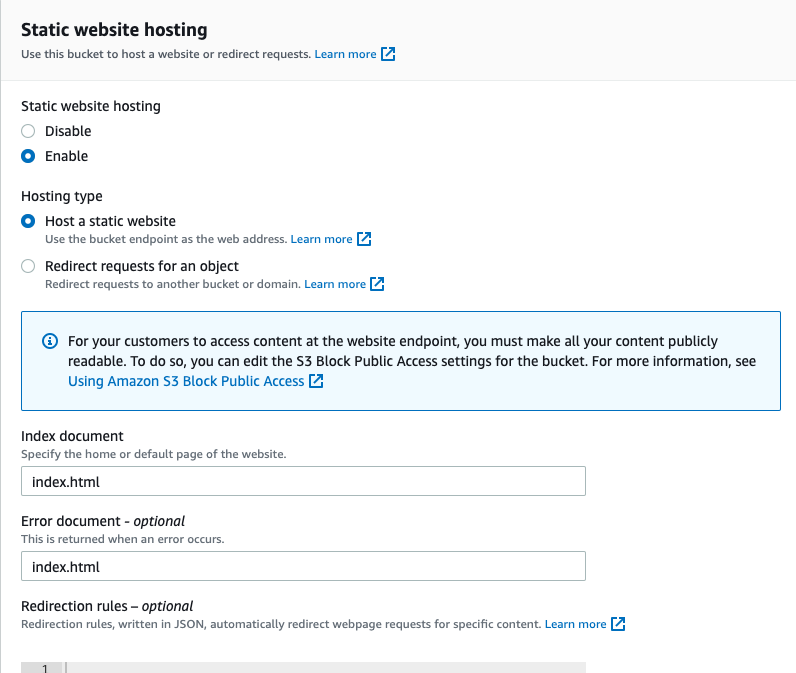 Static website hosting
Use this bucket to host a website or redirect requests. Learn more
Static website hosting
Disable
Enable
Hosting type
Host a static website
Use the bucket endpoint as the web address. Learn more
Redirect requests for an object
Redirect requests to another bucket or domain. Learn more
For your customers to access content at the website endpoint, you must make all your content publicly
readable. To do so, you can edit the S3 Block Public Access settings for the bucket. For more information, see
Using Amazon S3 Block Public Access
Index document
Specify the home or default page of the website.
index.html
Error document - optional
This is returned when an error occurs.
index.html
Redirection rules – optional
Redirection rules, written in JSON, automatically redirect webpage requests for specific content. Learn more
1